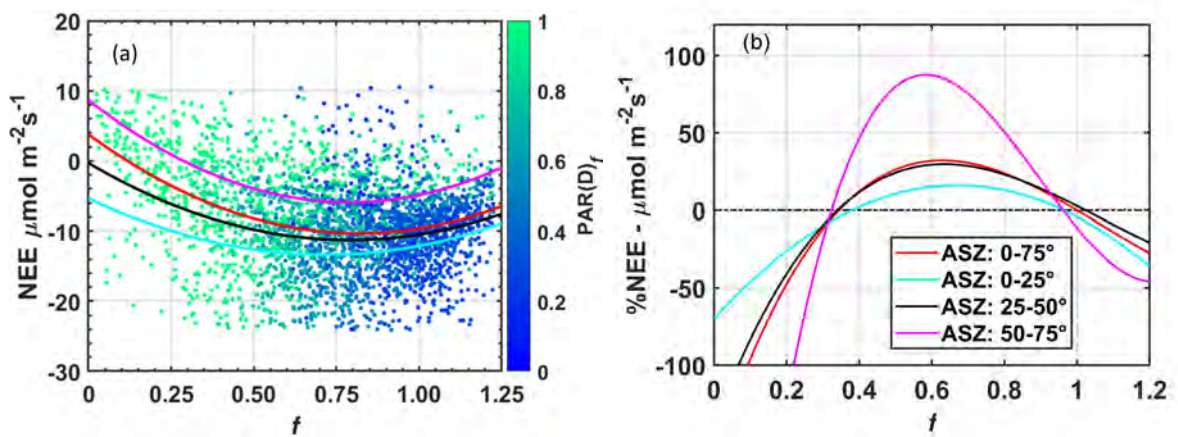 (a)
NEE μmol m⁻²s⁻¹
20
10
0
-10
-20
-30
0
0.25
0.50
0.75
1.00
1.25
f
1
0.8
0.6
0.4
0.2
0
PAR(D)f
(b)
%NEE - μmol m⁻²s⁻¹
100
50
0
-50
-100
0
0.2
0.4
0.6
0.8
1
1.2
f
ASZ: 0-75°
ASZ: 0-25°
ASZ: 25-50°
ASZ: 50-75°